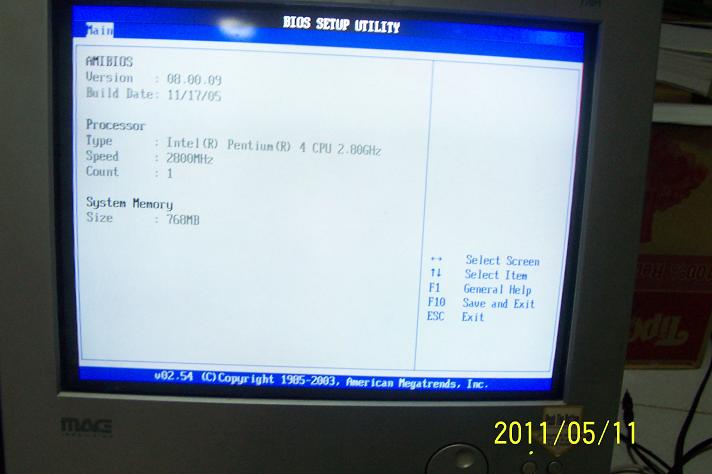 BIOS SETUP UTILITY
Main
AMIBIOS
Version : 08.00.09
Build Date: 11/17/05
Processor
Type : Intel(R) Pentium(R) 4 CPU 2.80GHz
Speed : 2800MHz
Count : 1
System Memory
Size : 768MB
↔ Select Screen
↑↓ Select Item
F1 General Help
F10 Save and Exit
ESC Exit
v02.54 (C)Copyright 1985-2003, American Megatrends, Inc.
MAG
2011/05/11